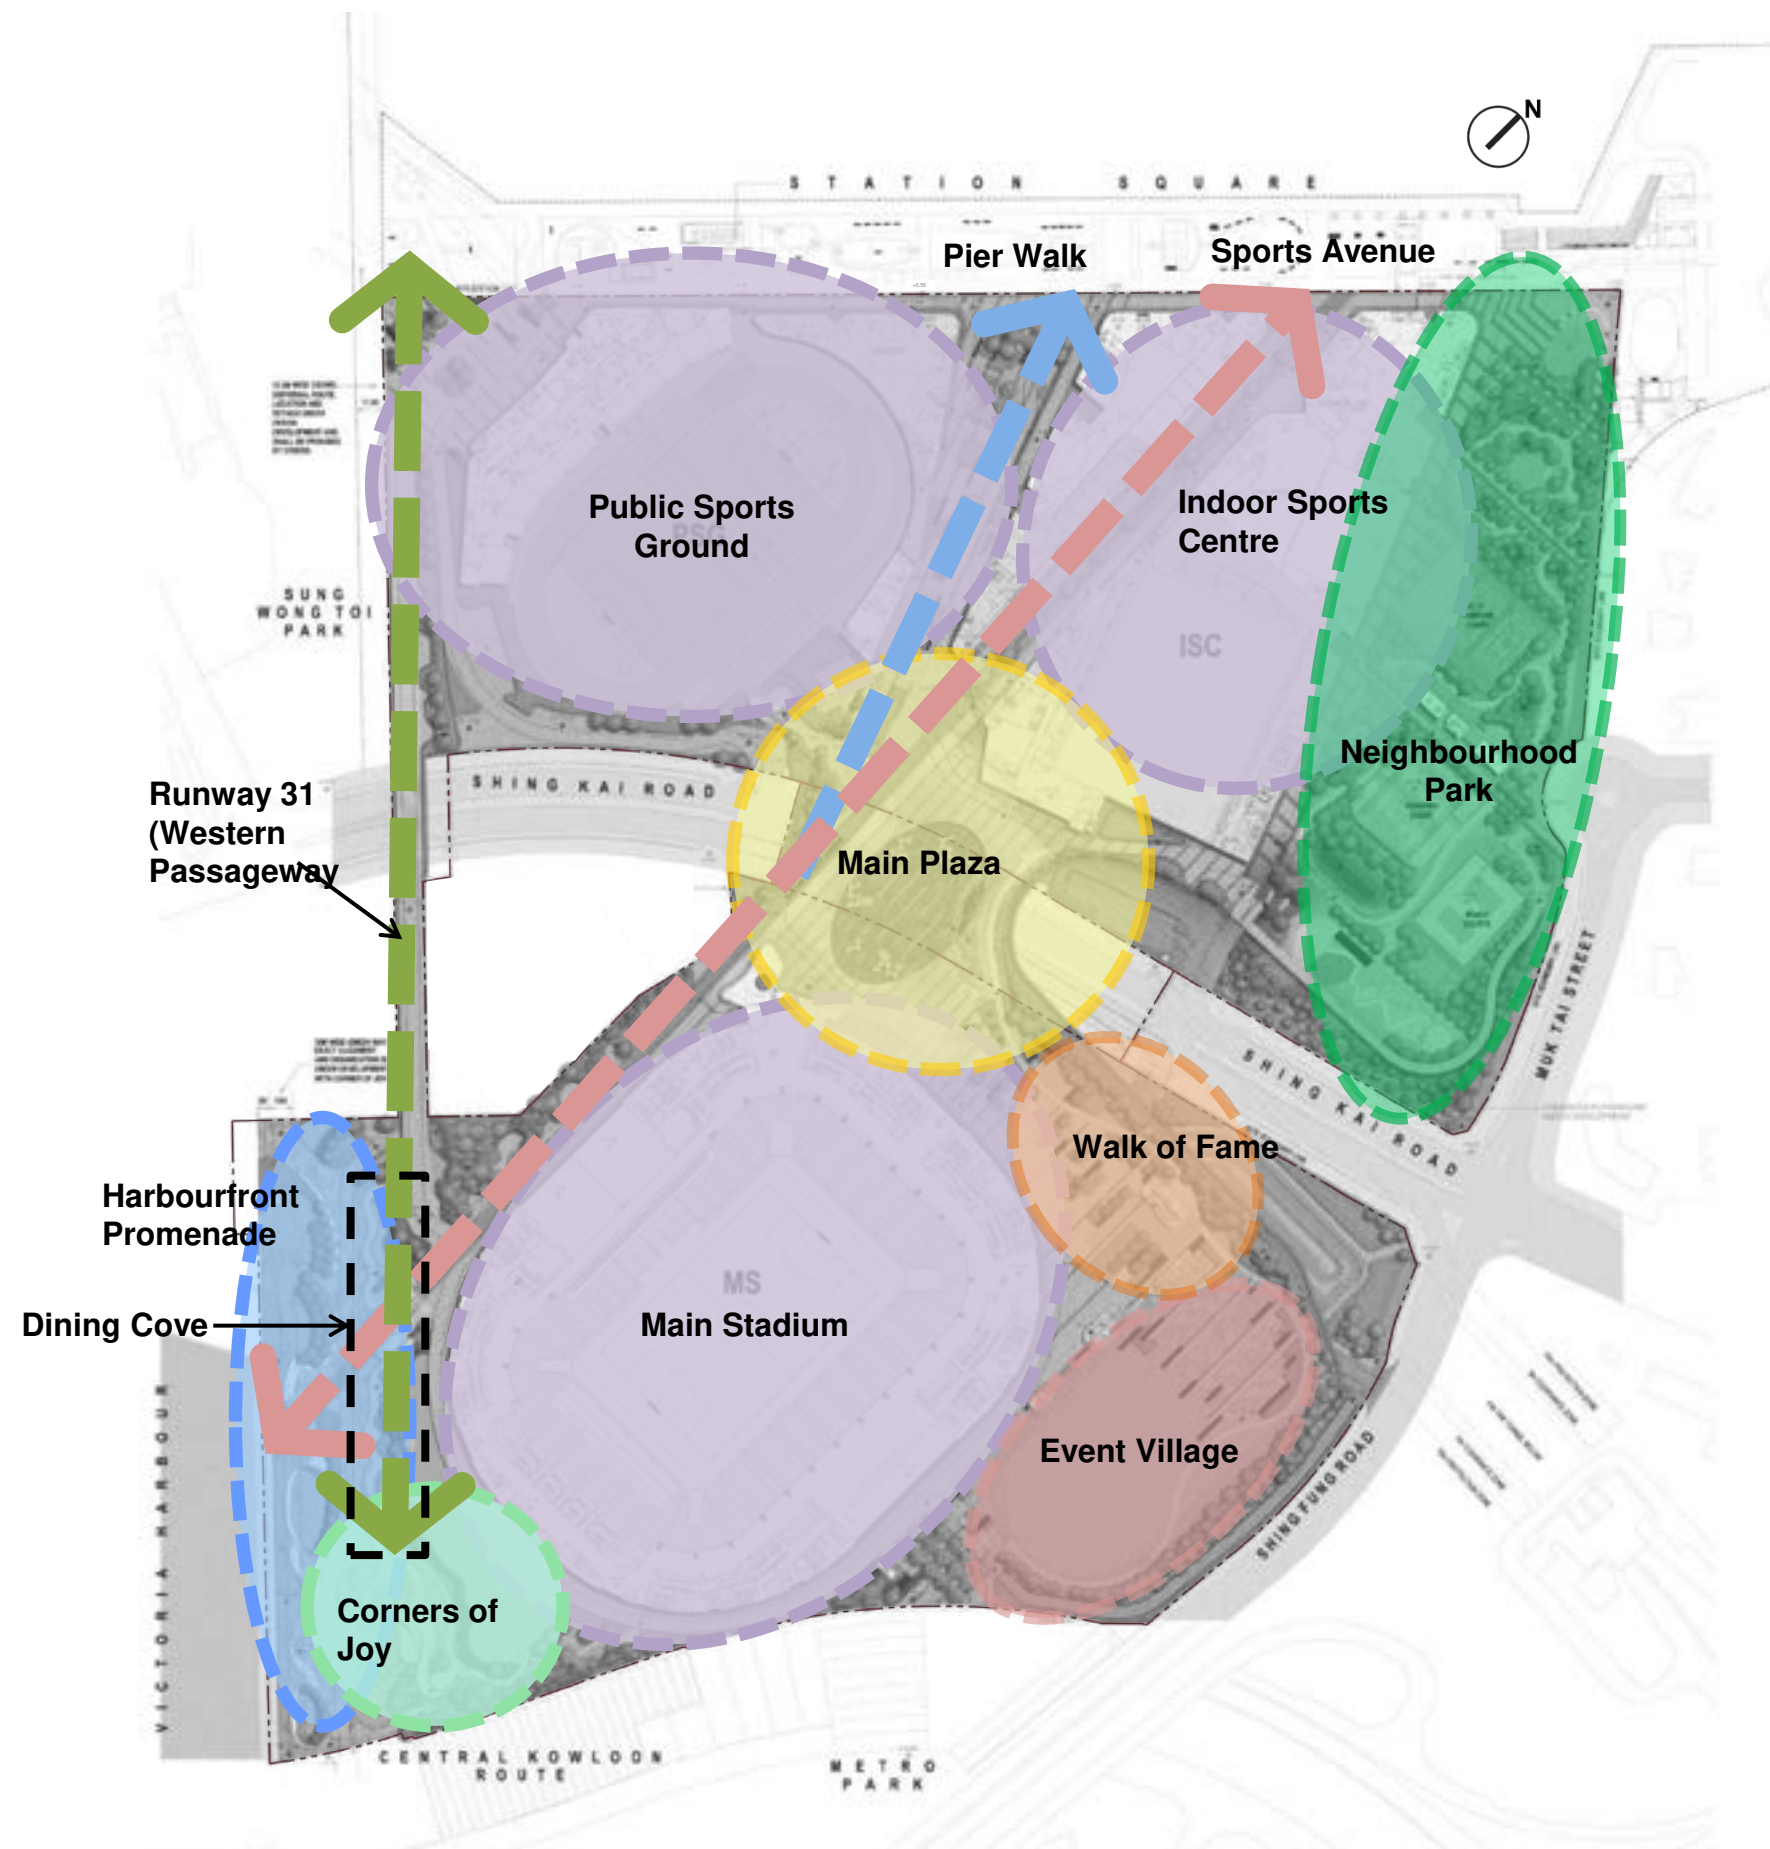 N
STATION SQUARE
Pier Walk
Sports Avenue
Public Sports
Ground
PSG
Indoor Sports
Centre
ISC
SUNG
WONG TOI
PARK
Neighbourhood
Park
Runway 31
(Western
Passageway
SHING KAI ROAD
Main Plaza
MUK TAI STREET
SHING KAI ROAD
Walk of Fame
Harbourfront
Promenade
MS
Main Stadium
Dining Cove
Event Village
SHING FUNG ROAD
VICTORIA HARBOUR
Corners of
Joy
CENTRAL KOWLOON
ROUTE
METRO
PARK